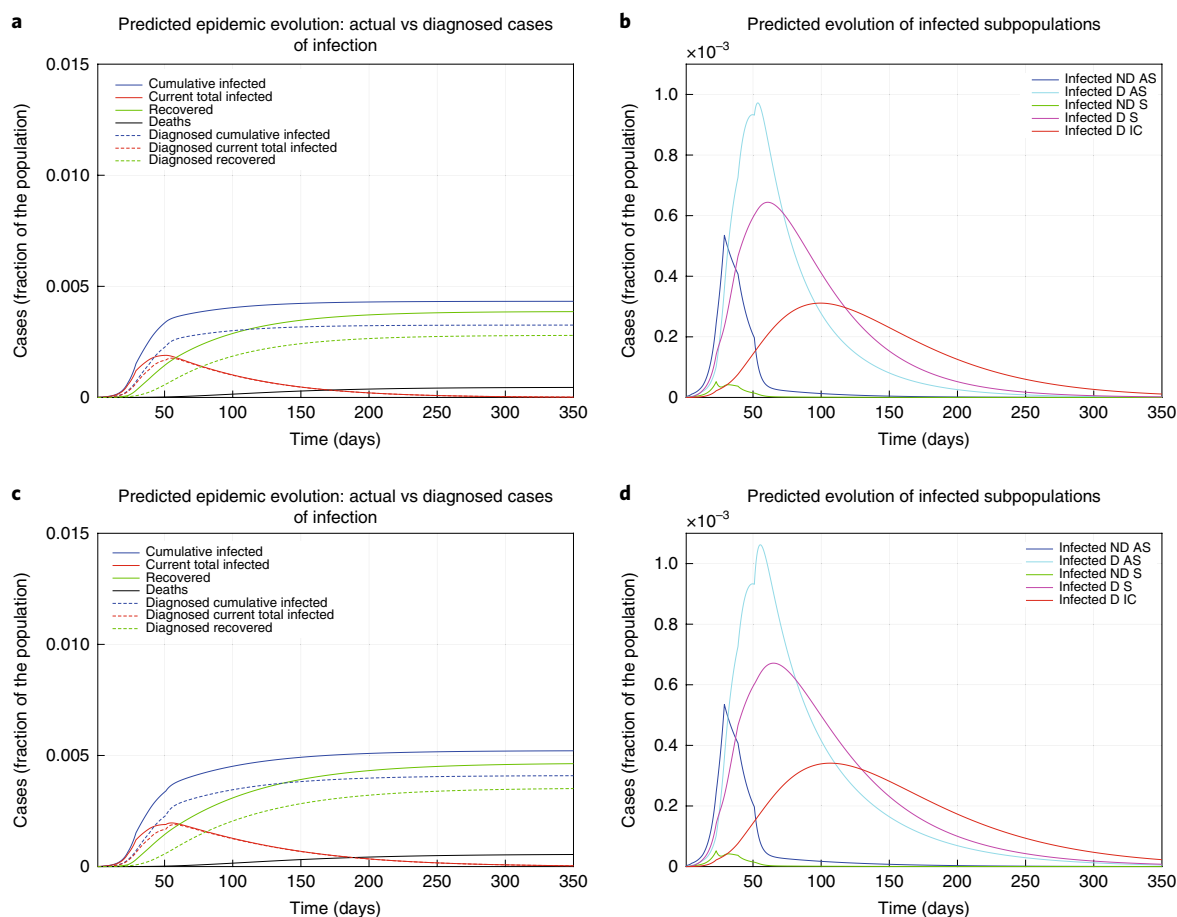 a
Predicted epidemic evolution: actual vs diagnosed cases
of infection
0.015
0.010
0.005
0
Cases (fraction of the population)
Cumulative infected
Current total infected
Recovered
Deaths
Diagnosed cumulative infected
Diagnosed current total infected
Diagnosed recovered
50 100 150 200 250 300 350
Time (days)
b
Predicted evolution of infected subpopulations
×10⁻³
1.0
0.8
0.6
0.4
0.2
0
Cases (fraction of the population)
Infected ND AS
Infected D AS
Infected ND S
Infected D S
Infected D IC
50 100 150 200 250 300 350
Time (days)
c
Predicted epidemic evolution: actual vs diagnosed cases
of infection
0.015
0.010
0.005
0
Cases (fraction of the population)
Cumulative infected
Current total infected
Recovered
Deaths
Diagnosed cumulative infected
Diagnosed current total infected
Diagnosed recovered
50 100 150 200 250 300 350
Time (days)
d
Predicted evolution of infected subpopulations
×10⁻³
1.0
0.8
0.6
0.4
0.2
0
Cases (fraction of the population)
Infected ND AS
Infected D AS
Infected ND S
Infected D S
Infected D IC
50 100 150 200 250 300 350
Time (days)